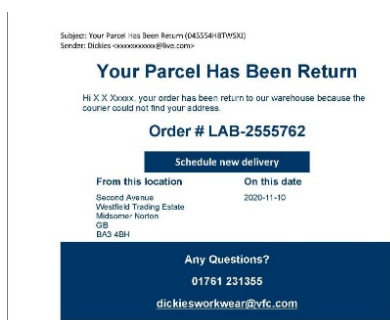 Subject: Your Parcel Has Been Return (045554H8TWSXJ)
Sender: Dickies <xxxxxxxxxxx@live.com>
Your Parcel Has Been Return
Hi X X Xxxxx, your order has been return to our warehouse because the
courier could not find your address.
Order # LAB-2555762
Schedule new delivery
From this location
On this date
Second Avenue
2020-11-10
Westfield Trading Estate
Midsomer Norton
GB
BA3 4BH
Any Questions?
01761 231355
dickiesworkwear@vfc.com